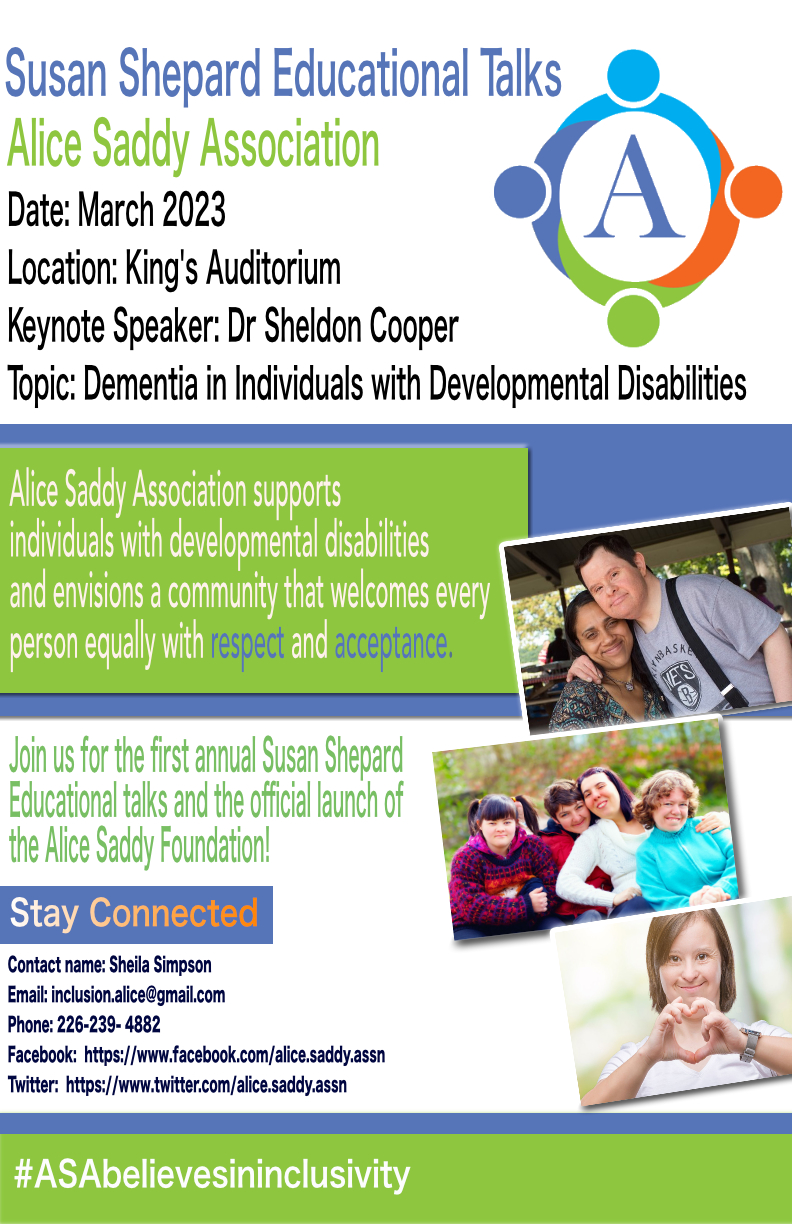 Susan Shepard Educational Talks
Alice Saddy Association
A
Date: March 2023
Location: King's Auditorium
Keynote Speaker: Dr Sheldon Cooper
Topic: Dementia in Individuals with Developmental Disabilities
Alice Saddy Association supports
individuals with developmental disabilities
and envisions a community that welcomes every
person equally with respect and acceptance.
NETS
B
Join us for the first annual Susan Shepard
Educational talks and the official launch of
the Alice Saddy Foundation!
Stay Connected
Contact name: Sheila Simpson
Email: inclusion.alice@gmail.com
Phone: 226-239- 4882
Facebook:  https://www.facebook.com/alice.saddy.assn
Twitter:  https://www.twitter.com/alice.saddy.assn
#ASAbelievesininclusivity